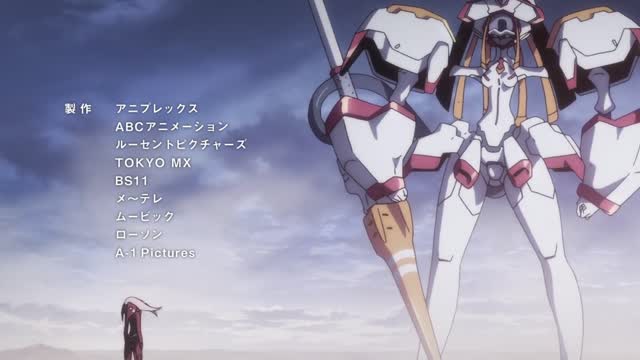 製作 アニプレックス
ABCアニメーション
ルーセントピクチャーズ
TOKYO MX
BS11
メ〜テレ
ムービック
ローソン
A-1 Pictures